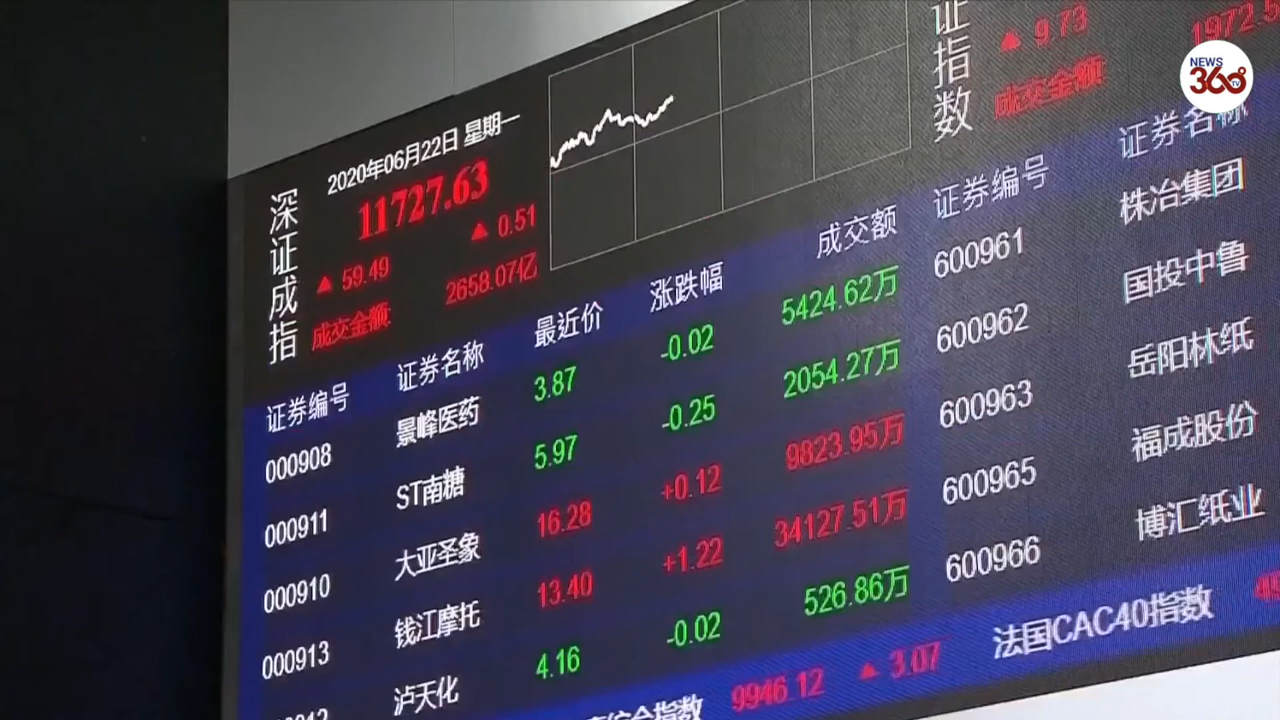 2020年06月22日 星期一
深证成指
11727.63
▲ 59.49 ▲ 0.51
成交金额: 2658.07亿
证券编号 证券名称 最近价 涨跌幅 成交额
000908 景峰医药 3.87 -0.02 5424.62万
000911 ST南糖 5.97 -0.25 2054.27万
000910 大亚圣象 16.28 +0.12 9823.95万
000913 钱江摩托 13.40 +1.22 34127.51万
泸天化 4.16 -0.02 526.86万
证指数
▲ 9.73
1972.5
成交金额
证券编号 证券名称
600961 株冶集团
600962 国投中鲁
600963 岳阳林纸
600965 福成股份
600966 博汇纸业
综合指数 9946.12 ▲ 3.07 法国CAC40指数
NEWS
360°
TV